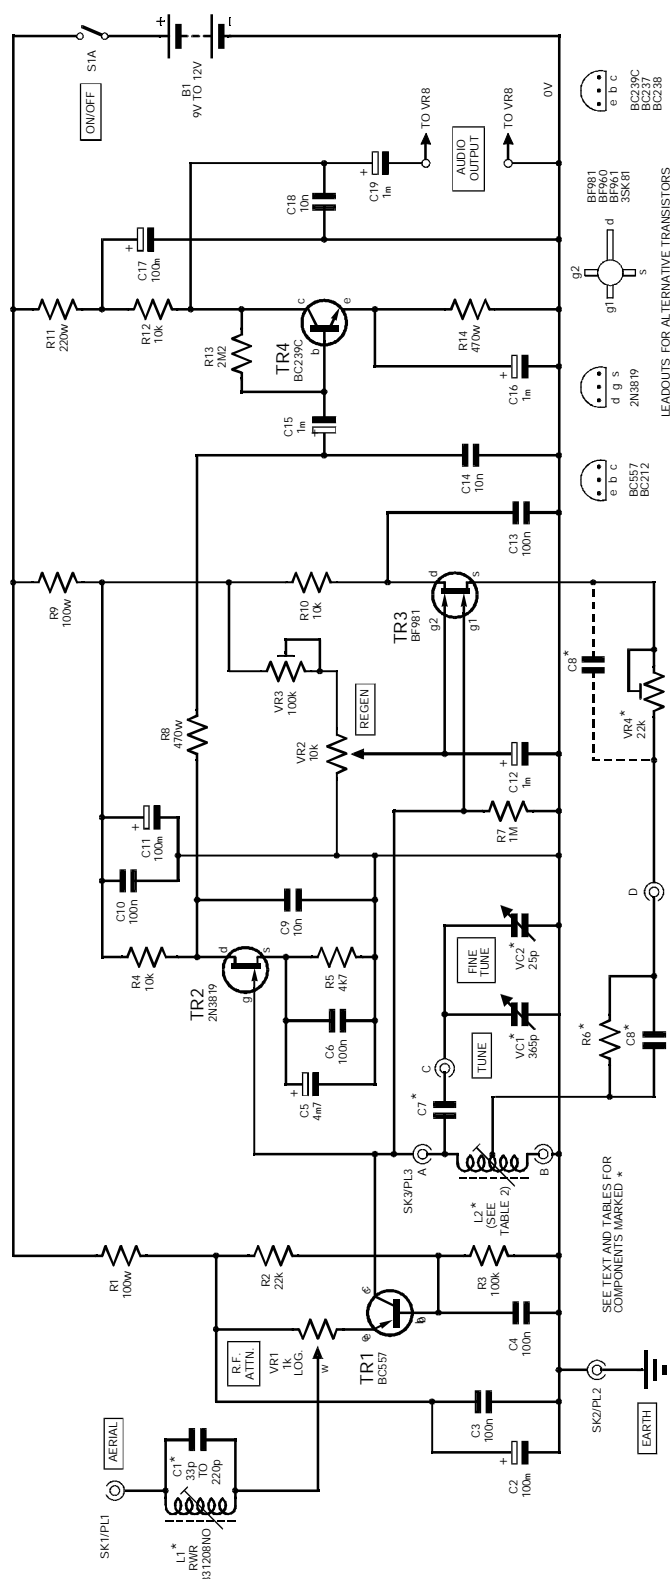 SK1/PL1
AERIAL
L1*
RWR
331208NO
C1*
33p
TO
220p
R.F.
ATTN.
VR1
1k
LOG.
w
TR1
BC557
e
c
b
R1
100w
R2
22k
R3
100k
C2
100m
+
C3
100n
C4
100n
SK2/PL2
EARTH
SEE TEXT AND TABLES FOR
COMPONENTS MARKED *
SK3/PL3
A
L2*
(SEE
TABLE 2)
B
C7*
C
TUNE
FINE
TUNE
VC1*
365p
VC2*
25p
R6*
C8*
D
TR2
2N3819
d
g
s
R4
10k
C5
4m7
+
C6
100n
R5
4k7
C9
10n
C10
100n
C11
100m
+
R8
470w
R9
100w
VR3
100k
VR2
10k
REGEN
R10
10k
TR3
BF981
g2
g1
d
s
R7
1M
C12
1m
+
C13
100n
C8*
VR4*
22k
C14
10n
C15
1m
+
R11
220w
R12
10k
R13
2M2
TR4
BC239C
c
b
e
R14
470w
C16
1m
+
C17
100m
+
C18
10n
C19
1m
+
TO VR8
AUDIO
OUTPUT
TO VR8
ON/OFF
S1A
B1
9V TO 12V
+
-
0V
e b c
BC557
BC212
d g s
2N3819
g2
g1
d
s
BF981
BF960
BF961
3SK81
e b c
BC239C
BC237
BC238
LEADOUTS FOR ALTERNATIVE TRANSISTORS